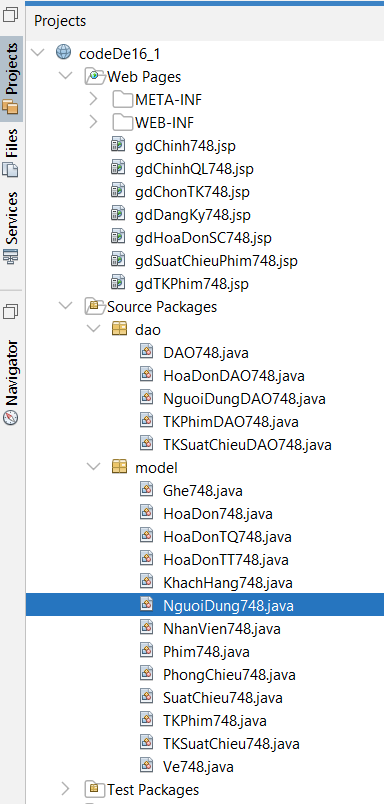 Projects
Files
Services
Navigator
Projects
codeDe16_1
Web Pages
META-INF
WEB-INF
gdChinh748.jsp
gdChinhQL748.jsp
gdChonTK748.jsp
gdDangKy748.jsp
gdHoaDonSC748.jsp
gdSuatChieuPhim748.jsp
gdTKPhim748.jsp
Source Packages
dao
DAO748.java
HoaDonDAO748.java
NguoiDungDAO748.java
TKPhimDAO748.java
TKSuatChieuDAO748.java
model
Ghe748.java
HoaDon748.java
HoaDonTQ748.java
HoaDonTT748.java
KhachHang748.java
NguoiDung748.java
NhanVien748.java
Phim748.java
PhongChieu748.java
SuatChieu748.java
TKPhim748.java
TKSuatChieu748.java
Ve748.java
Test Packages